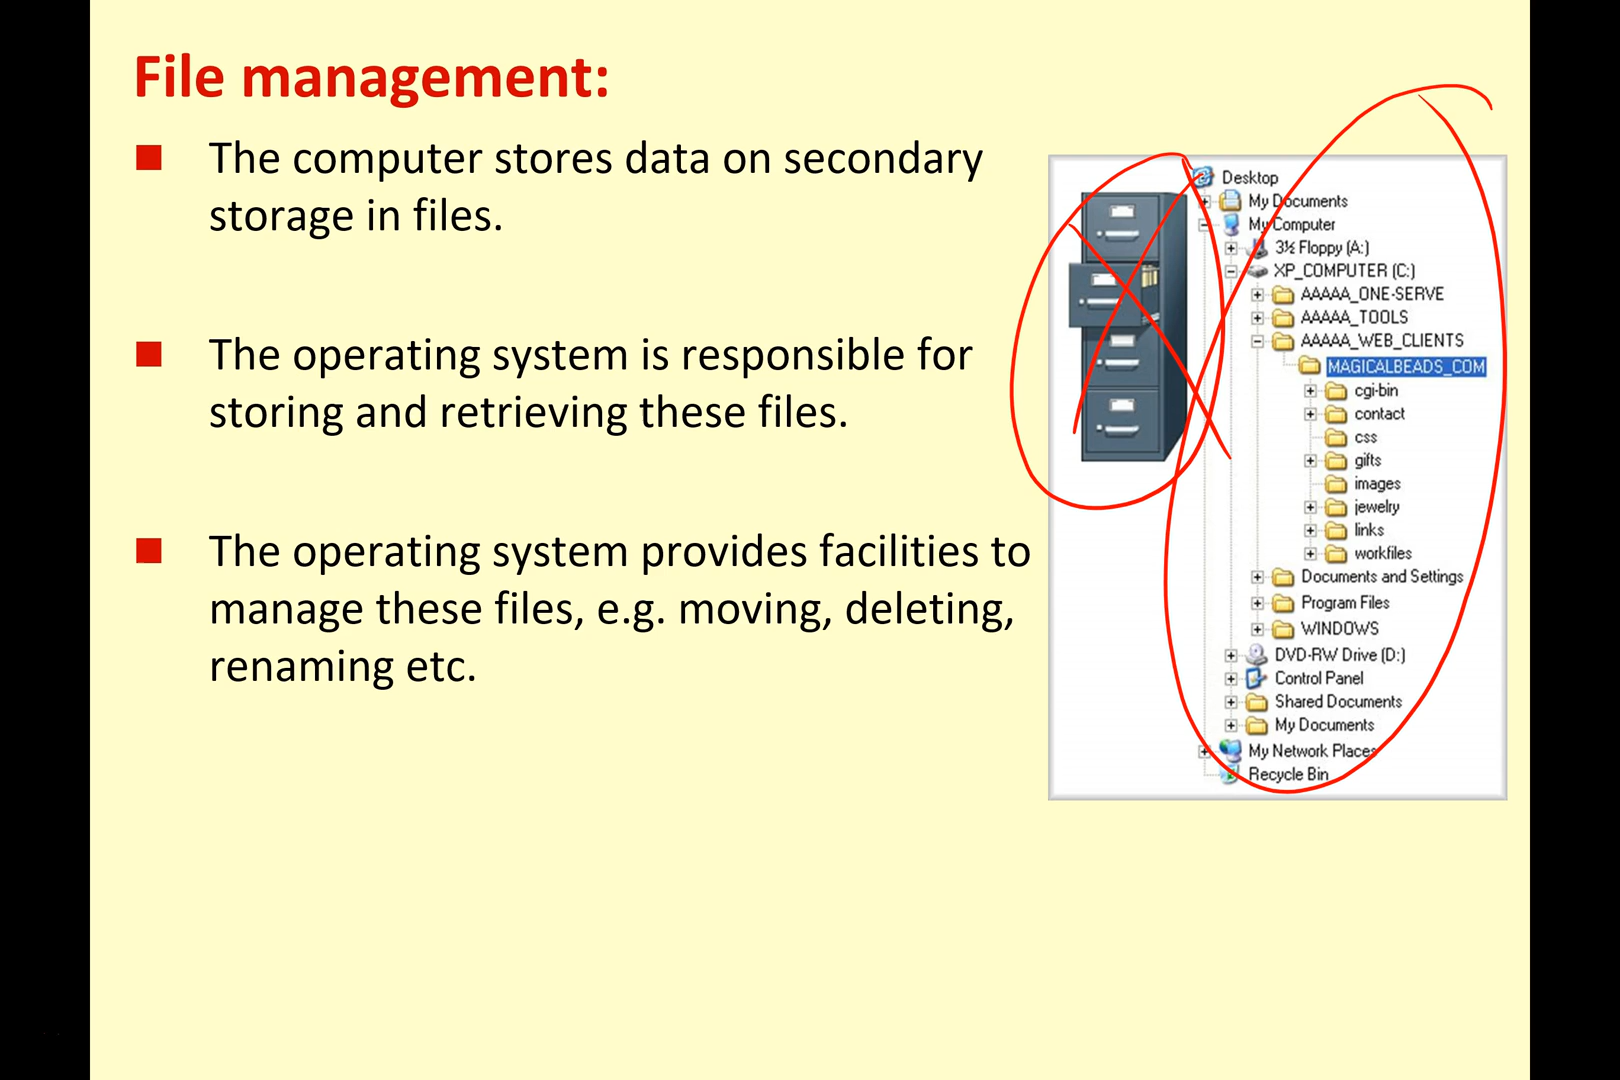 File management:
The computer stores data on secondary
storage in files.
The operating system is responsible for
storing and retrieving these files.
The operating system provides facilities to
manage these files, e.g. moving, deleting,
renaming etc.
Desktop
My Documents
My Computer
3½ Floppy (A:)
XP_COMPUTER (C:)
AAAAA_ONE-SERVE
AAAAA_TOOLS
AAAAA_WEB_CLIENTS
MAGICALBEADS_COM
cgi-bin
contact
css
gifts
images
jewelry
links
workfiles
Documents and Settings
Program Files
WINDOWS
DVD-RW Drive (D:)
Control Panel
Shared Documents
My Documents
My Network Places
Recycle Bin